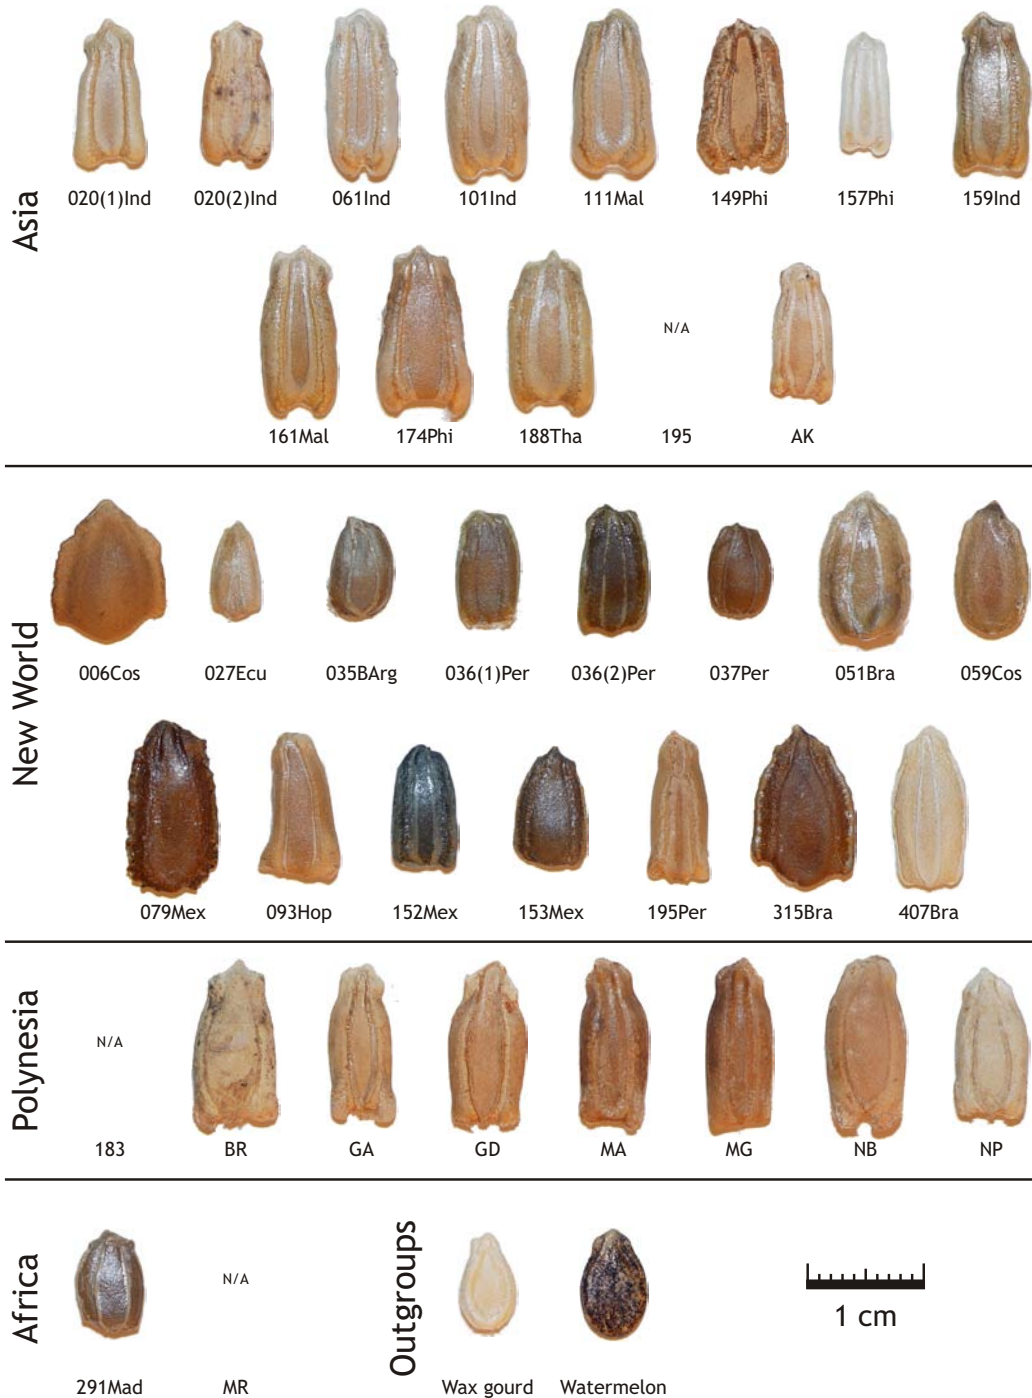 Asia
020(1)Ind 020(2)Ind 061Ind 101Ind 111Mal 149Phi 157Phi 159Ind
N/A
161Mal 174Phi 188Tha 195 AK
New World
006Cos 027Ecu 035BArg 036(1)Per 036(2)Per 037Per 051Bra 059Cos
079Mex 093Hop 152Mex 153Mex 195Per 315Bra 407Bra
Polynesia
N/A
183 BR GA GD MA MG NB NP
Africa
N/A
291Mad MR
Outgroups
Wax gourd Watermelon
1 cm